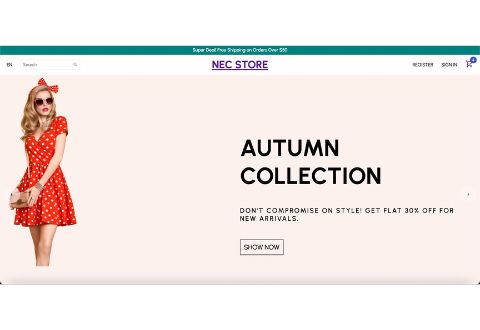 Super Deal! Free Shipping on Orders Over $50
EN
Search
NEC STORE
REGISTER
SIGN IN
AUTUMN
COLLECTION
DON'T COMPROMISE ON STYLE! GET FLAT 30% OFF FOR
NEW ARRIVALS.
SHOW NOW